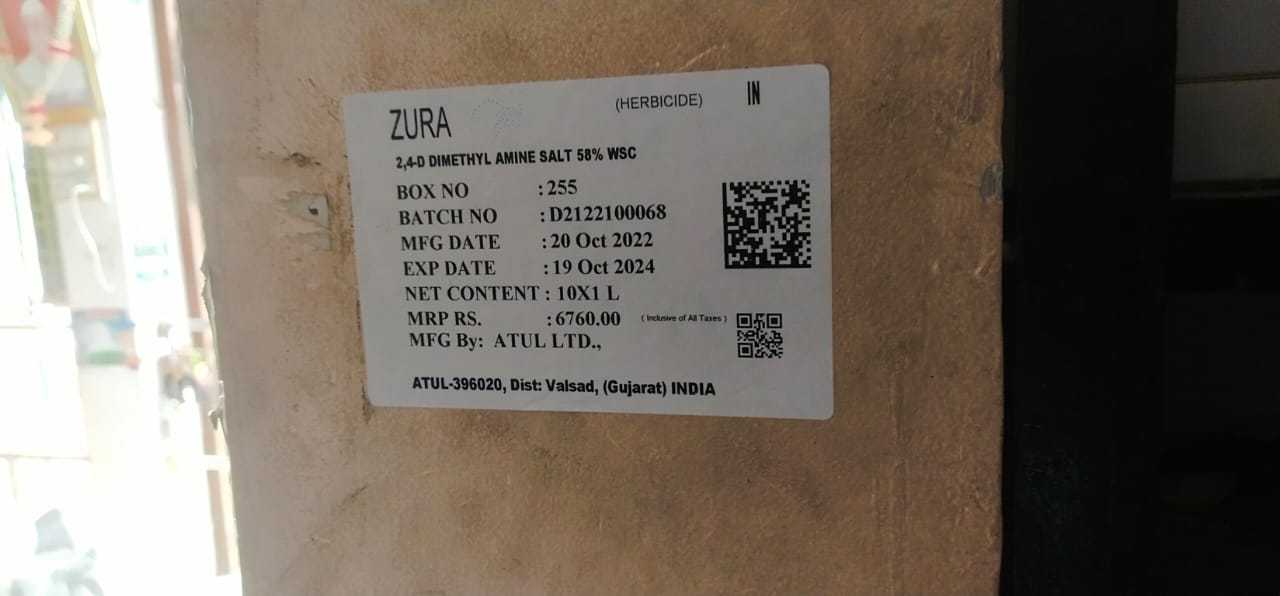 ZURA (HERBICIDE) IN
2,4-D DIMETHYL AMINE SALT 58% WSC
BOX NO : 255
BATCH NO : D2122100068
MFG DATE : 20 Oct 2022
EXP DATE : 19 Oct 2024
NET CONTENT : 10X1 L
MRP RS. : 6760.00 ( Inclusive of All Taxes )
MFG By: ATUL LTD.,
ATUL-396020, Dist: Valsad, (Gujarat) INDIA